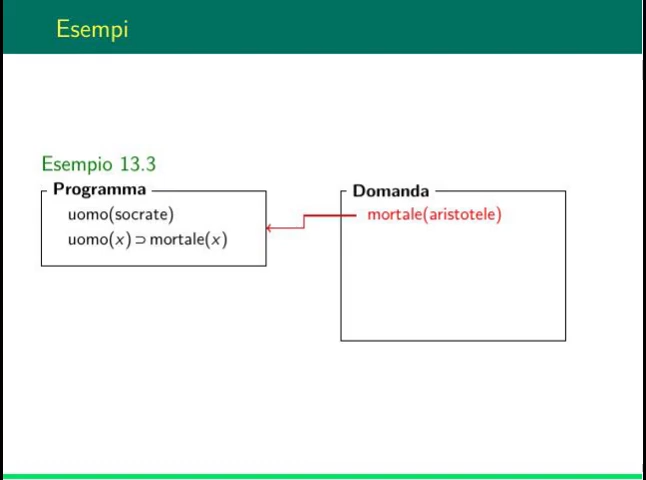 Esempi
Esempio 13.3
Programma
uomo(socrate)
uomo(x) ⊃ mortale(x)
Domanda
mortale(aristotele)